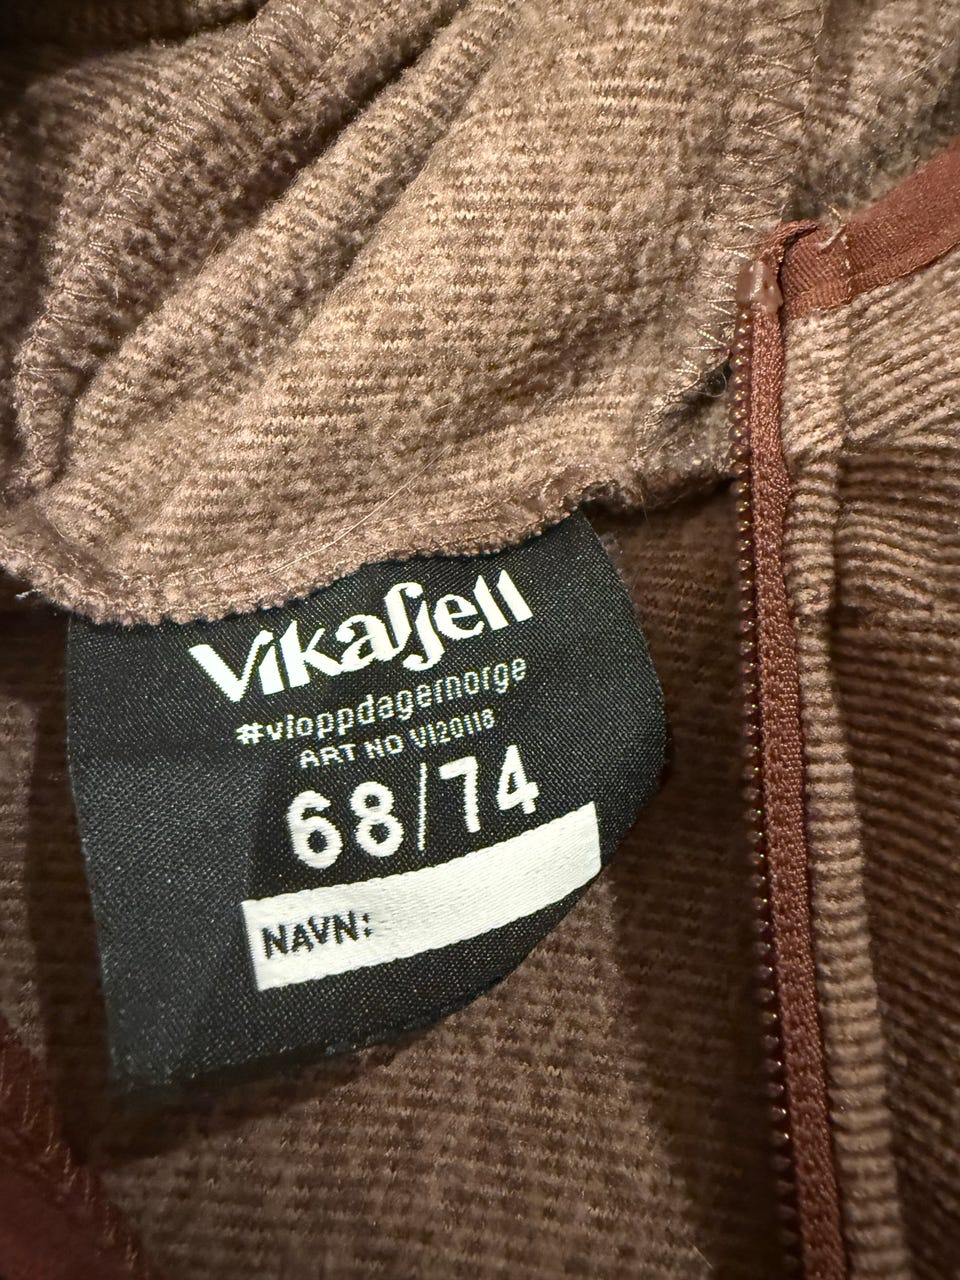 Vikafjell
#vioppdagernorge
ART NO VI20118
68/74
NAVN: